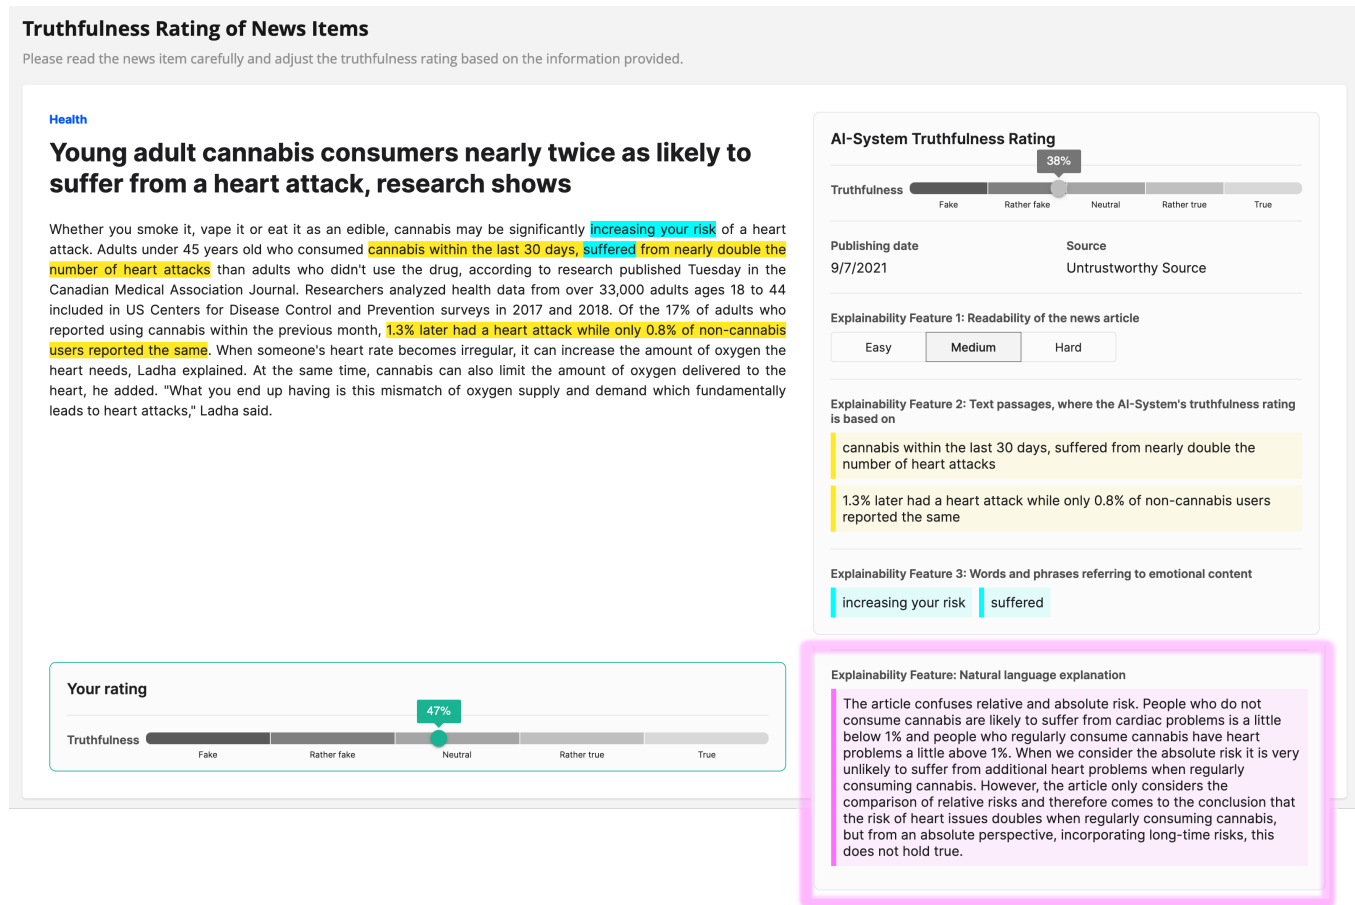 Truthfulness Rating of News Items
Please read the news item carefully and adjust the truthfulness rating based on the information provided.
Health
Young adult cannabis consumers nearly twice as likely to
suffer from a heart attack, research shows
Whether you smoke it, vape it or eat it as an edible, cannabis may be significantly increasing your risk of a heart
attack. Adults under 45 years old who consumed cannabis within the last 30 days, suffered from nearly double the
number of heart attacks than adults who didn't use the drug, according to research published Tuesday in the
Canadian Medical Association Journal. Researchers analyzed health data from over 33,000 adults ages 18 to 44
included in US Centers for Disease Control and Prevention surveys in 2017 and 2018. Of the 17% of adults who
reported using cannabis within the previous month, 1.3% later had a heart attack while only 0.8% of non-cannabis
users reported the same. When someone's heart rate becomes irregular, it can increase the amount of oxygen the
heart needs, Ladha explained. At the same time, cannabis can also limit the amount of oxygen delivered to the
heart, he added. "What you end up having is this mismatch of oxygen supply and demand which fundamentally
leads to heart attacks," Ladha said.
Your rating
47%
Truthfulness
Fake Rather fake Neutral Rather true True
AI-System Truthfulness Rating
38%
Truthfulness
Fake Rather fake Neutral Rather true True
Publishing date Source
9/7/2021 Untrustworthy Source
Explainability Feature 1: Readability of the news article
Easy Medium Hard
Explainability Feature 2: Text passages, where the AI-System's truthfulness rating
is based on
cannabis within the last 30 days, suffered from nearly double the
number of heart attacks
1.3% later had a heart attack while only 0.8% of non-cannabis users
reported the same
Explainability Feature 3: Words and phrases referring to emotional content
increasing your risk suffered
Explainability Feature: Natural language explanation
The article confuses relative and absolute risk. People who do not
consume cannabis are likely to suffer from cardiac problems is a little
below 1% and people who regularly consume cannabis have heart
problems a little above 1%. When we consider the absolute risk it is very
unlikely to suffer from additional heart problems when regularly
consuming cannabis. However, the article only considers the
comparison of relative risks and therefore comes to the conclusion that
the risk of heart issues doubles when regularly consuming cannabis,
but from an absolute perspective, incorporating long-time risks, this
does not hold true.